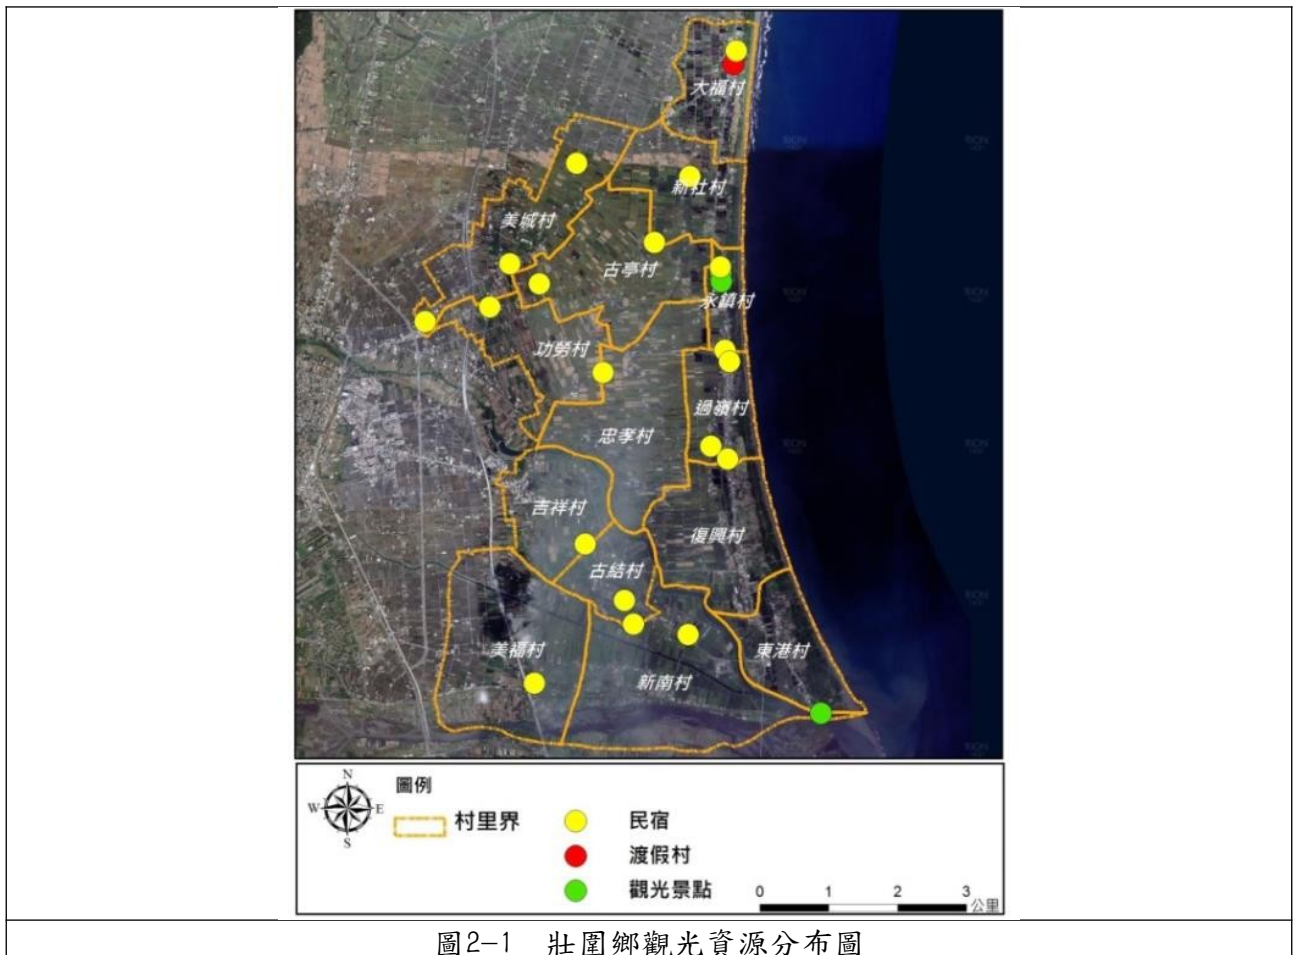 大福村
新社村
美城村
古亭村
永鎮村
功勞村
過嶺村
忠孝村
吉祥村
復興村
古結村
美福村
東港村
新南村
圖例
N
W
E
S
村里界
民宿
渡假村
觀光景點
0 1 2 3
公里
圖2-1 壯圍鄉觀光資源分布圖